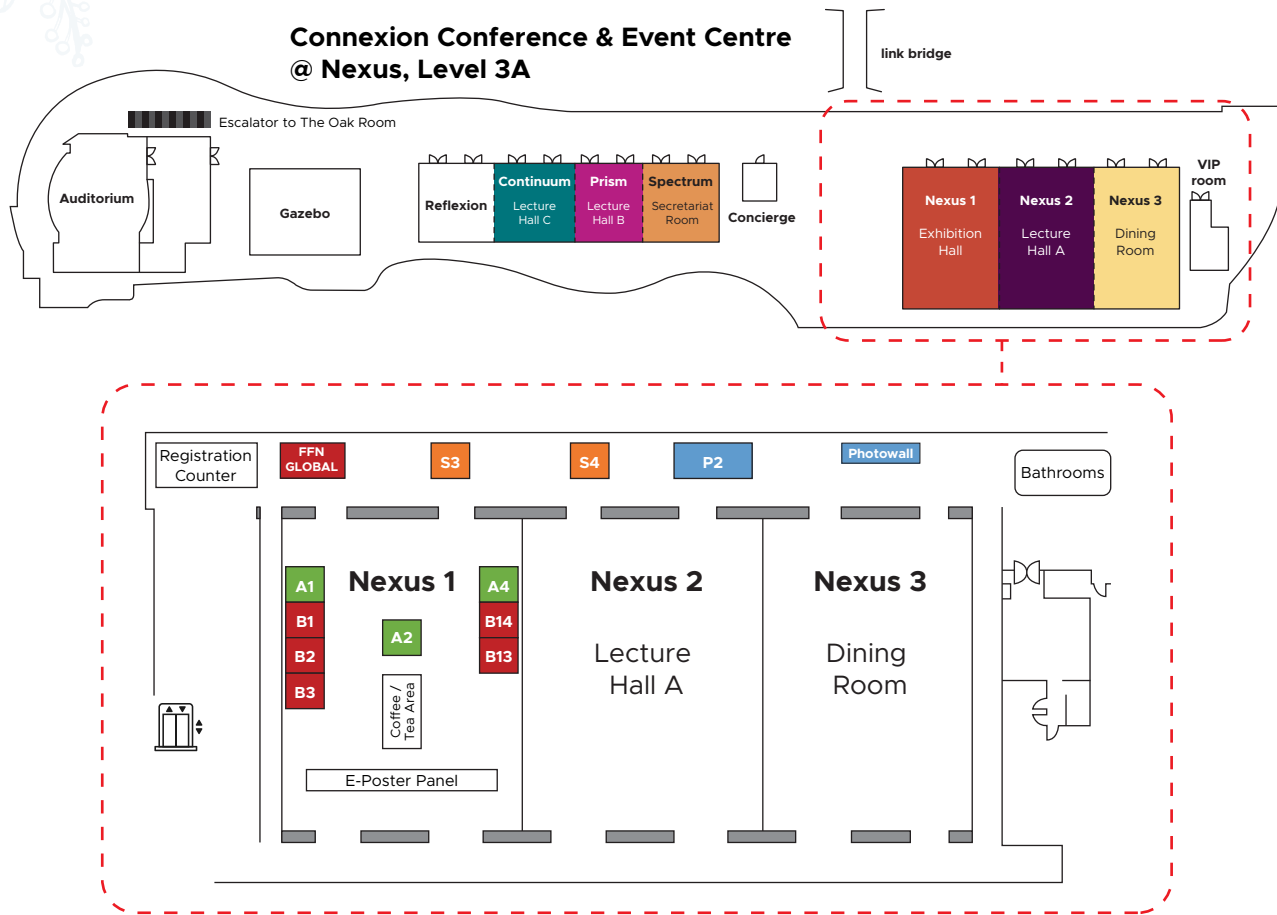 Connexion Conference & Event Centre
@ Nexus, Level 3A
link bridge
Escalator to The Oak Room
Auditorium
Gazebo
Reflexion
Continuum
Lecture
Hall C
Prism
Lecture
Hall B
Spectrum
Secretariat
Room
Concierge
Nexus 1
Exhibition
Hall
Nexus 2
Lecture
Hall A
Nexus 3
Dining
Room
VIP
room
Registration
Counter
FFN
GLOBAL
S3
S4
P2
Photowall
Bathrooms
A1
B1
B2
B3
Nexus 1
A2
Coffee /
Tea Area
E-Poster Panel
A4
B14
B13
Nexus 2
Lecture
Hall A
Nexus 3
Dining
Room